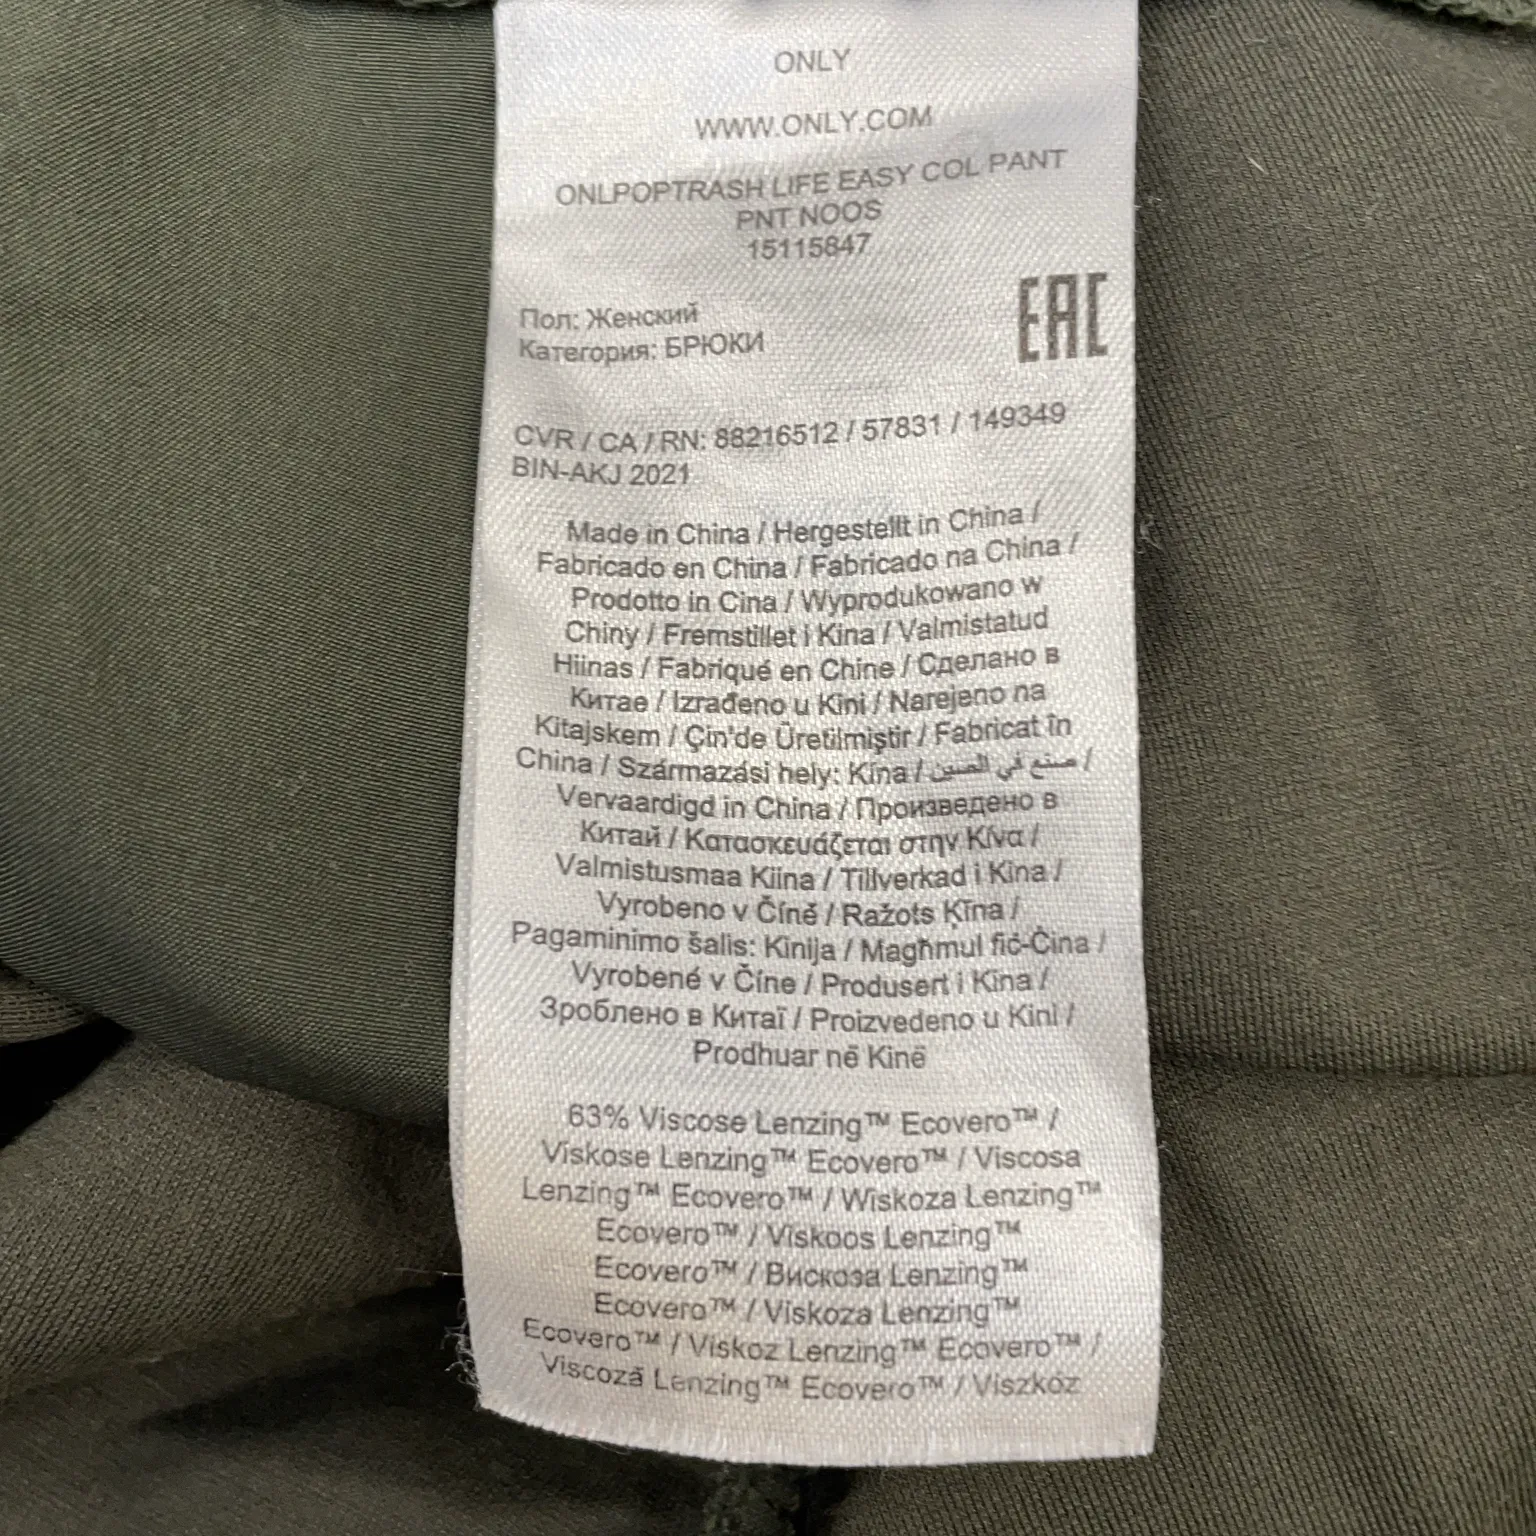 ONLY
WWW.ONLY.COM
ONLPOPTRASH LIFE EASY COL PANT
PNT NOOS
15115847
Пол: Женский
Категория: БРЮКИ
EAC
CVR / CA / RN: 88216512 / 57831 / 149349
BIN-AKJ 2021
Made in China / Hergestellt in China /
Fabricado en China / Fabricado na China /
Prodotto in Cina / Wyprodukowano w
Chiny / Fremstillet i Kina / Valmistatud
Hiinas / Fabriqué en Chine / Сделано в
Китае / Izrađeno u Kini / Narejeno na
Kitajskem / Çin'de Üretilmiştir / Fabricat în
China / Származási hely: Kína / صنع في الصين /
Vervaardigd in China / Произведено в
Китай / Κατασκευάζεται στην Κίνα /
Valmistusmaa Kiina / Tillverkad i Kina /
Vyrobeno v Číně / Ražots Ķīna /
Pagaminimo šalis: Kinija / Magħmul fiċ-Ċina /
Vyrobené v Číne / Produsert i Kina /
Зроблено в Китаї / Proizvedeno u Kini /
Prodhuar në Kinë
63% Viscose Lenzing™ Ecovero™ /
Viskose Lenzing™ Ecovero™ / Viscosa
Lenzing™ Ecovero™ / Wiskoza Lenzing™
Ecovero™ / Viskoos Lenzing™
Ecovero™ / Вискоза Lenzing™
Ecovero™ / Viskoza Lenzing™
Ecovero™ / Viskoz Lenzing™ Ecovero™ /
Viscoză Lenzing™ Ecovero™ / Viszkóz